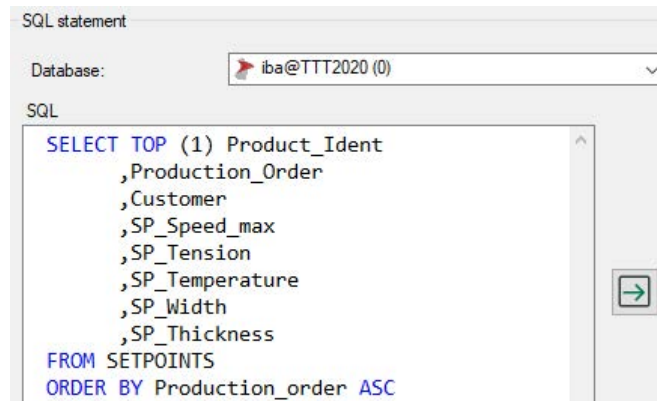 SQL statement
Database: iba@TTT2020 (0)
SQL
SELECT TOP (1) Product_Ident
,Production_Order
,Customer
,SP_Speed_max
,SP_Tension
,SP_Temperature
,SP_Width
,SP_Thickness
FROM SETPOINTS
ORDER BY Production_order ASC